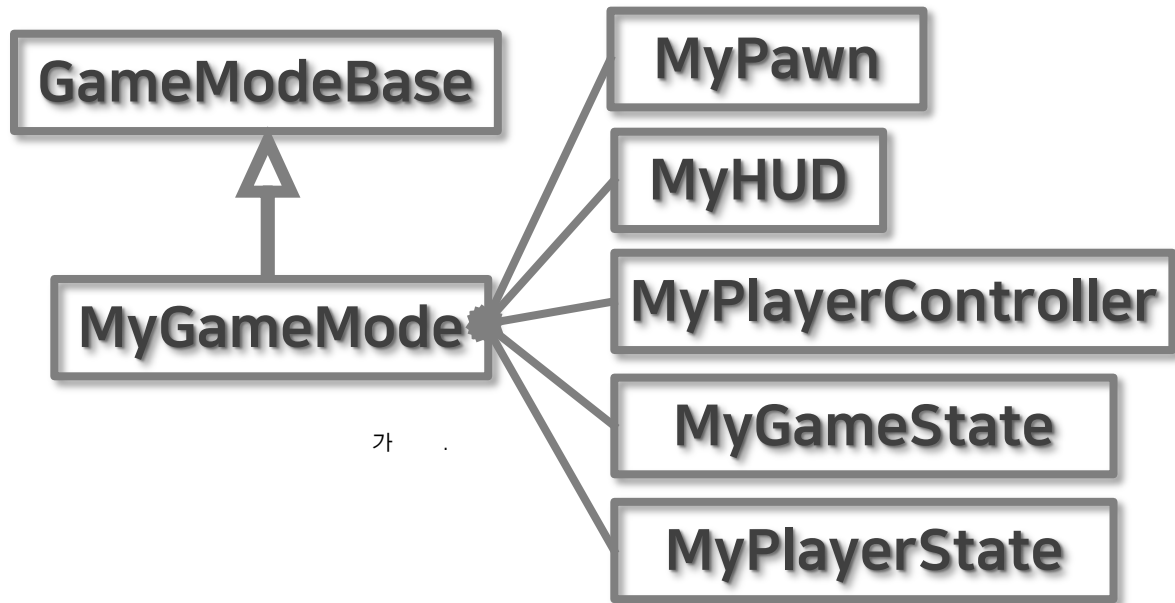 GameModeBase
MyGameMode
가 .
MyPawn
MyHUD
MyPlayerController
MyGameState
MyPlayerState